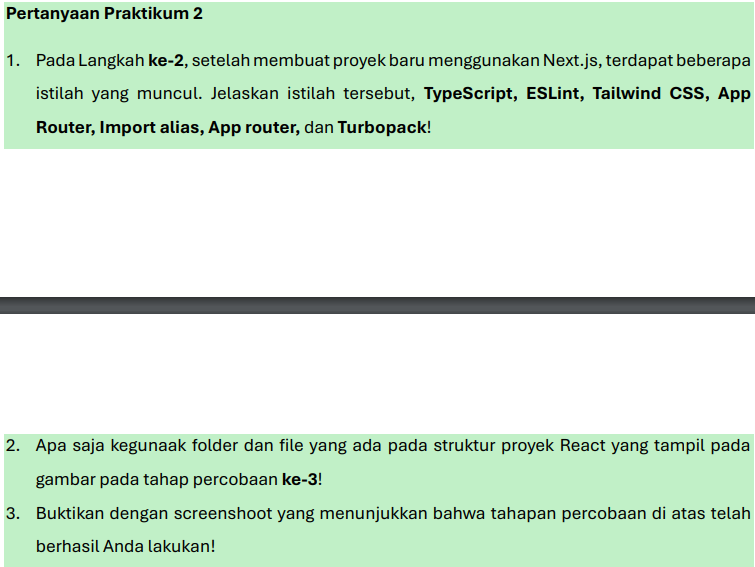 Pertanyaan Praktikum 2
1. Pada Langkah ke-2, setelah membuat proyek baru menggunakan Next.js, terdapat beberapa
istilah yang muncul. Jelaskan istilah tersebut, TypeScript, ESLint, Tailwind CSS, App
Router, Import alias, App router, dan Turbopack!
2. Apa saja kegunaak folder dan file yang ada pada struktur proyek React yang tampil pada
gambar pada tahap percobaan ke-3!
3. Buktikan dengan screenshoot yang menunjukkan bahwa tahapan percobaan di atas telah
berhasil Anda lakukan!